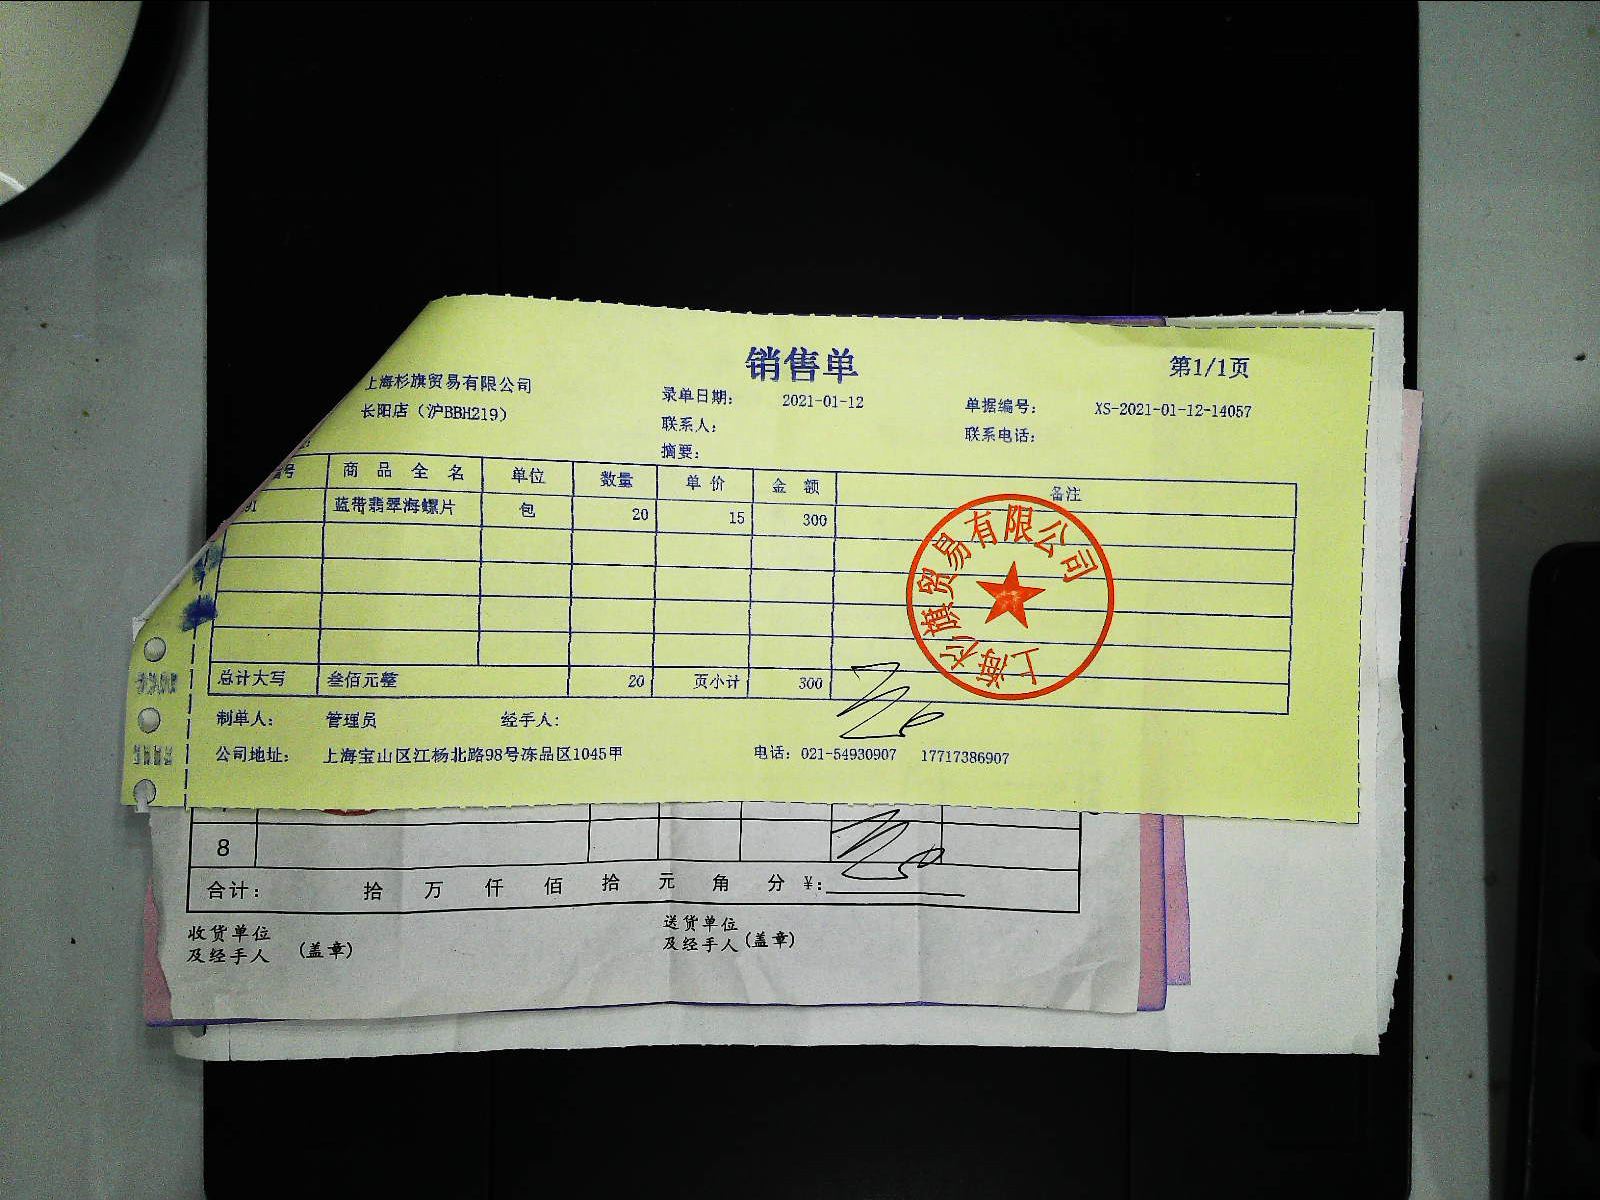 销售单
第1/1页
上海杉旗贸易有限公司
录单日期： 2021-01-12
单据编号： XS-2021-01-12-14057
长阳店（沪BBH219）
联系人：
联系电话：
摘要：
编号 商品全名 单位 数量 单价 金额 备注
蓝带翡翠海螺片 包 20 15 300
总计大写 叁佰元整 20 页小计 300
上海杉旗贸易有限公司
制单人： 管理员 经手人：
公司地址： 上海宝山区江杨北路98号冻品区1045甲 电话：021-54930907 17717386907
8
合计： 拾 万 仟 佰 拾 元 角 分 ¥：
收货单位
及经手人 (盖章)
送货单位
及经手人 (盖章)